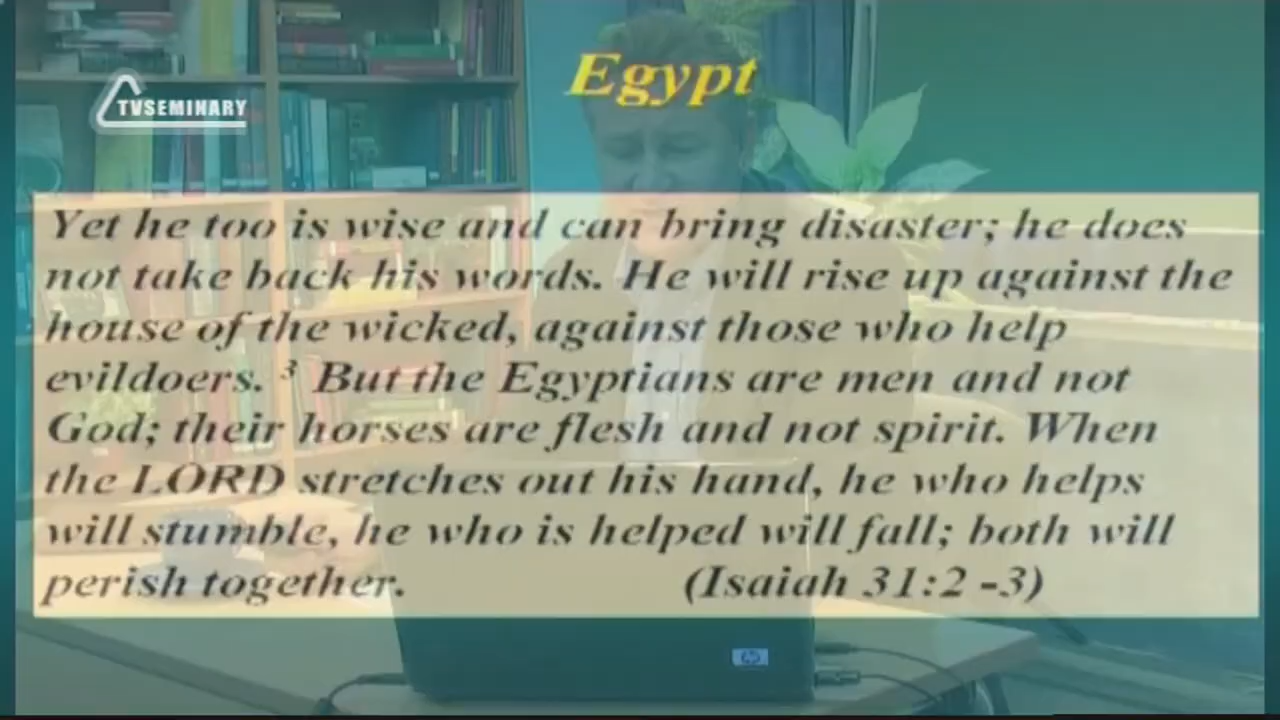 Egypt
TVSEMINARY
Yet he too is wise and can bring disaster; he does
not take back his words. He will rise up against the
house of the wicked, against those who help
evildoers. ³ But the Egyptians are men and not
God; their horses are flesh and not spirit. When
the LORD stretches out his hand, he who helps
will stumble, he who is helped will fall; both will
perish together. (Isaiah 31:2 -3)
hp